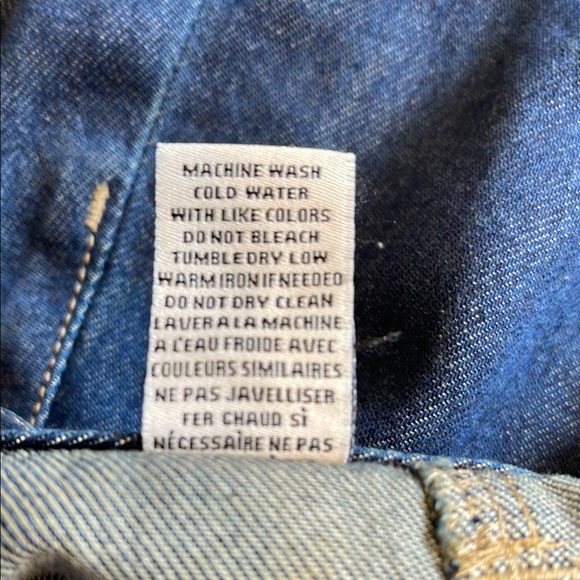 MACHINE WASH
COLD WATER
WITH LIKE COLORS
DO NOT BLEACH
TUMBLE DRY LOW
WARM IRON IF NEEDED
DO NOT DRY CLEAN
LAVER A LA MACHINE
A L'EAU FROIDE AVEC
COULEURS SIMILAIRES
NE PAS JAVELLISER
FER CHAUD SI
NÉCESSAIRE NE PAS